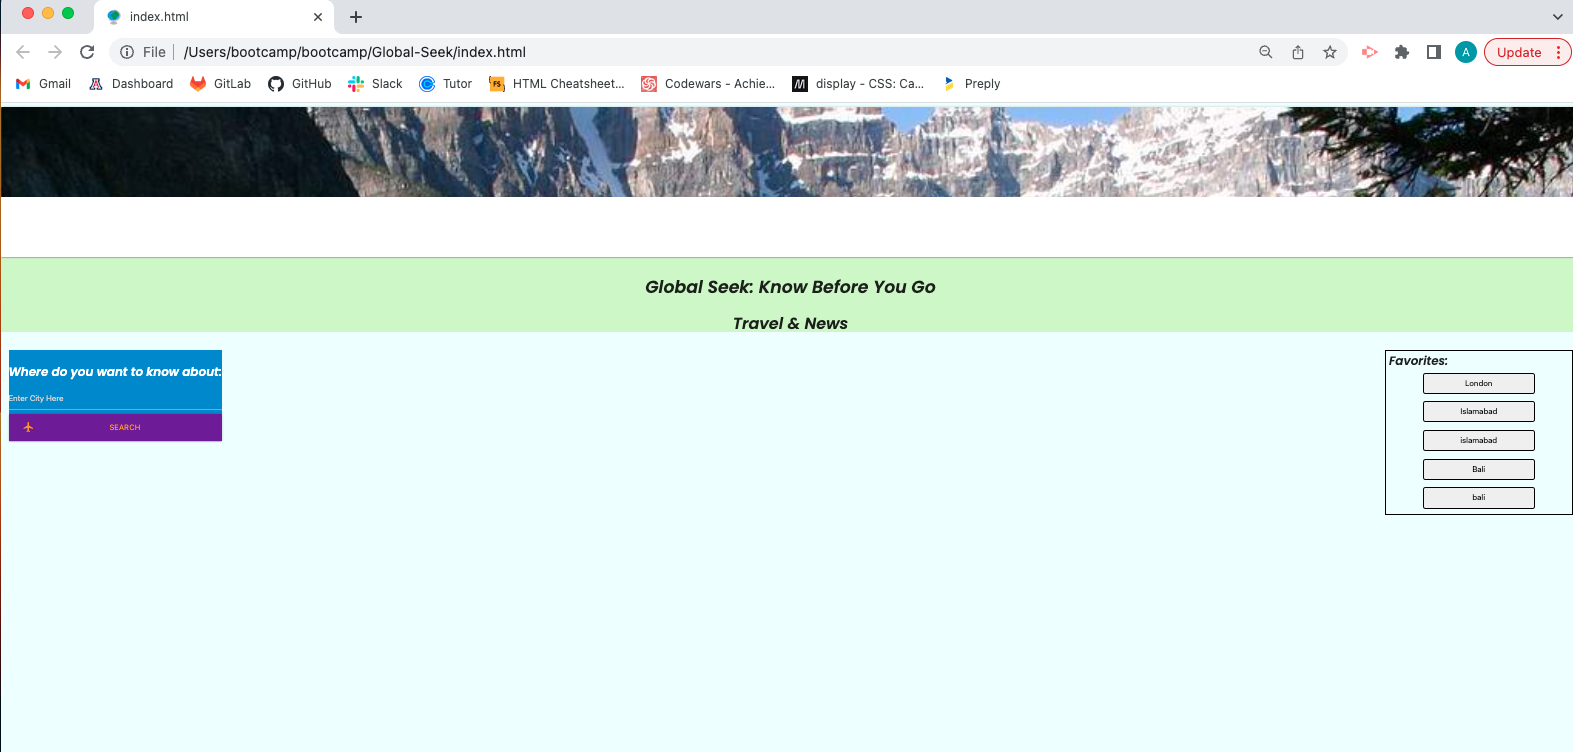 index.html
File /Users/bootcamp/bootcamp/Global-Seek/index.html A Update
Gmail Dashboard GitLab GitHub Slack Tutor FS HTML Cheatsheet... Codewars - Achie... M display - CSS: Ca... Preply
Global Seek: Know Before You Go
Travel & News
Where do you want to know about:
Enter City Here
SEARCH
Favorites:
London
Islamabad
islamabad
Bali
bali